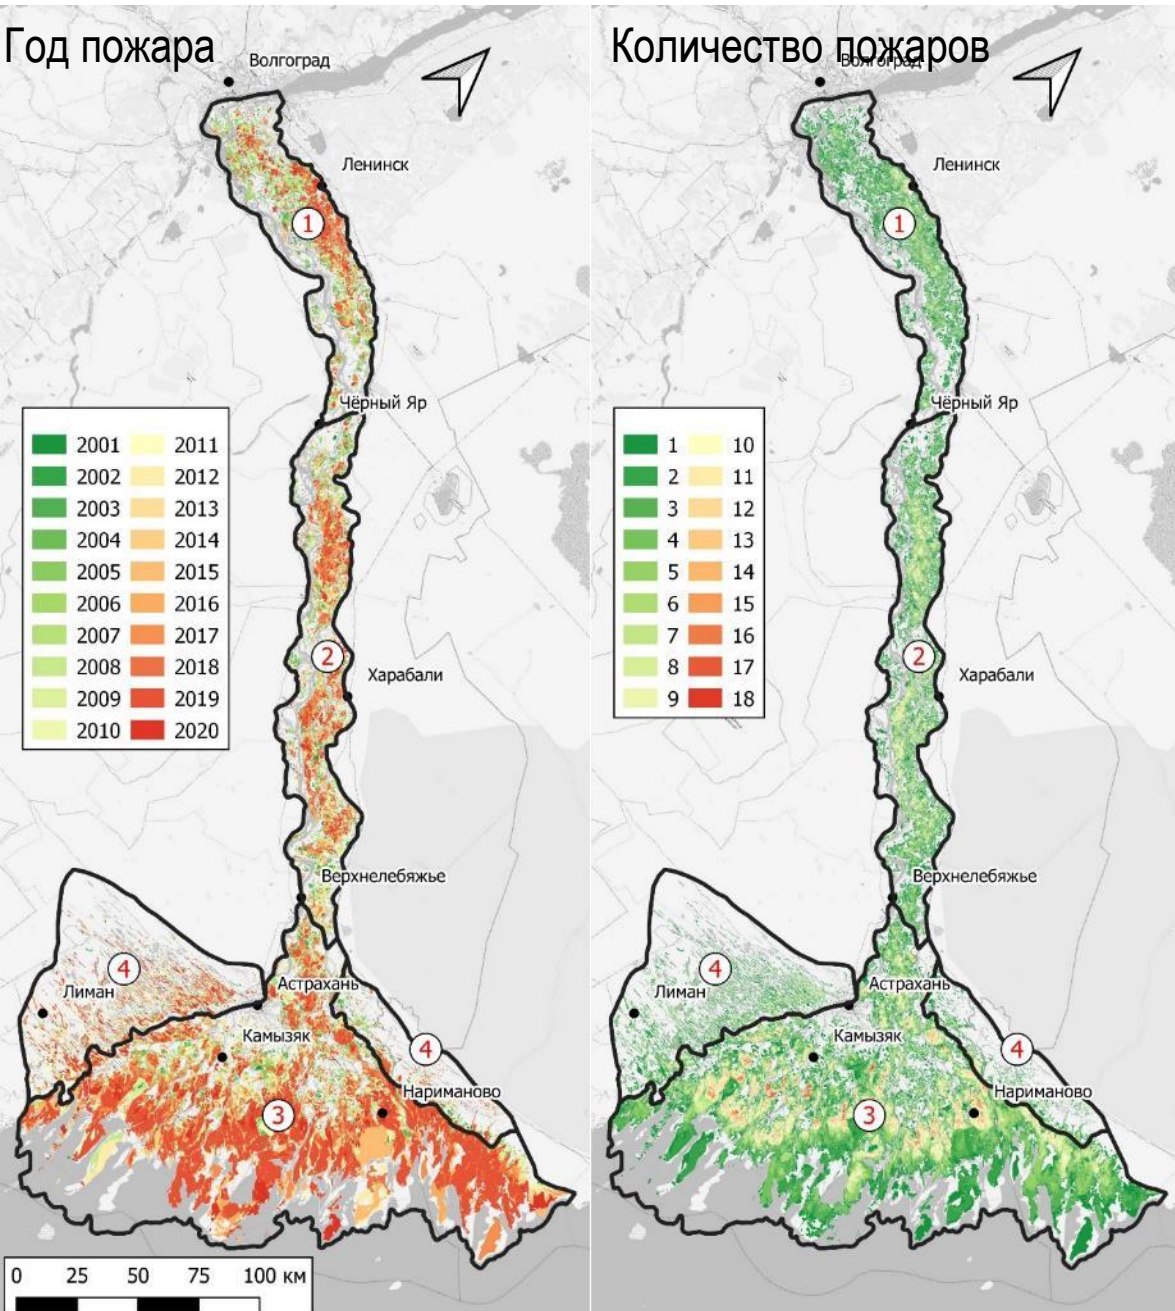 Год пожара
Волгоград
Ленинск
1
Чёрный Яр
2001 2011
2002 2012
2003 2013
2004 2014
2005 2015
2006 2016
2007 2017
2008 2018
2009 2019
2010 2020
2
Харабали
Верхнелебяжье
4
Лиман
Астрахань
Камызяк
4
Нариманово
3
0 25 50 75 100 км
Количество пожаров
Волгоград
Ленинск
1
Чёрный Яр
1 10
2 11
3 12
4 13
5 14
6 15
7 16
8 17
9 18
2
Харабали
Верхнелебяжье
4
Лиман
Астрахань
Камызяк
4
Нариманово
3